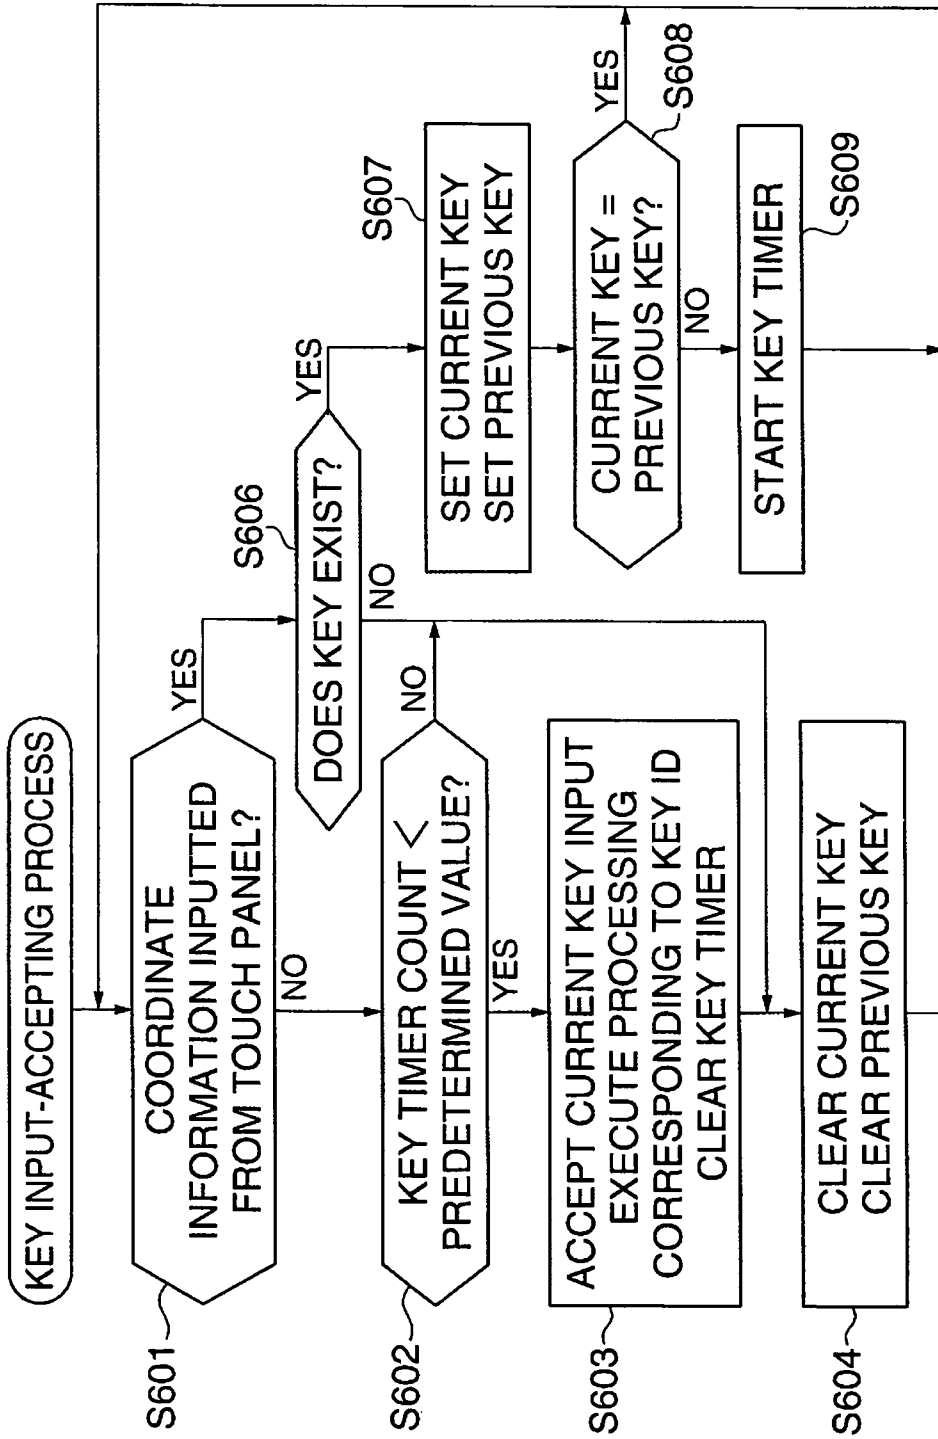 KEY INPUT-ACCEPTING PROCESS
S601
COORDINATE
INFORMATION INPUTTED
FROM TOUCH PANEL?
YES
NO
S606
DOES KEY EXIST?
YES
NO
S602
KEY TIMER COUNT <
PREDETERMINED VALUE?
NO
YES
S607
SET CURRENT KEY
SET PREVIOUS KEY
S603
ACCEPT CURRENT KEY INPUT
EXECUTE PROCESSING
CORRESPONDING TO KEY ID
CLEAR KEY TIMER
S608
CURRENT KEY =
PREVIOUS KEY?
YES
NO
S609
START KEY TIMER
S604
CLEAR CURRENT KEY
CLEAR PREVIOUS KEY